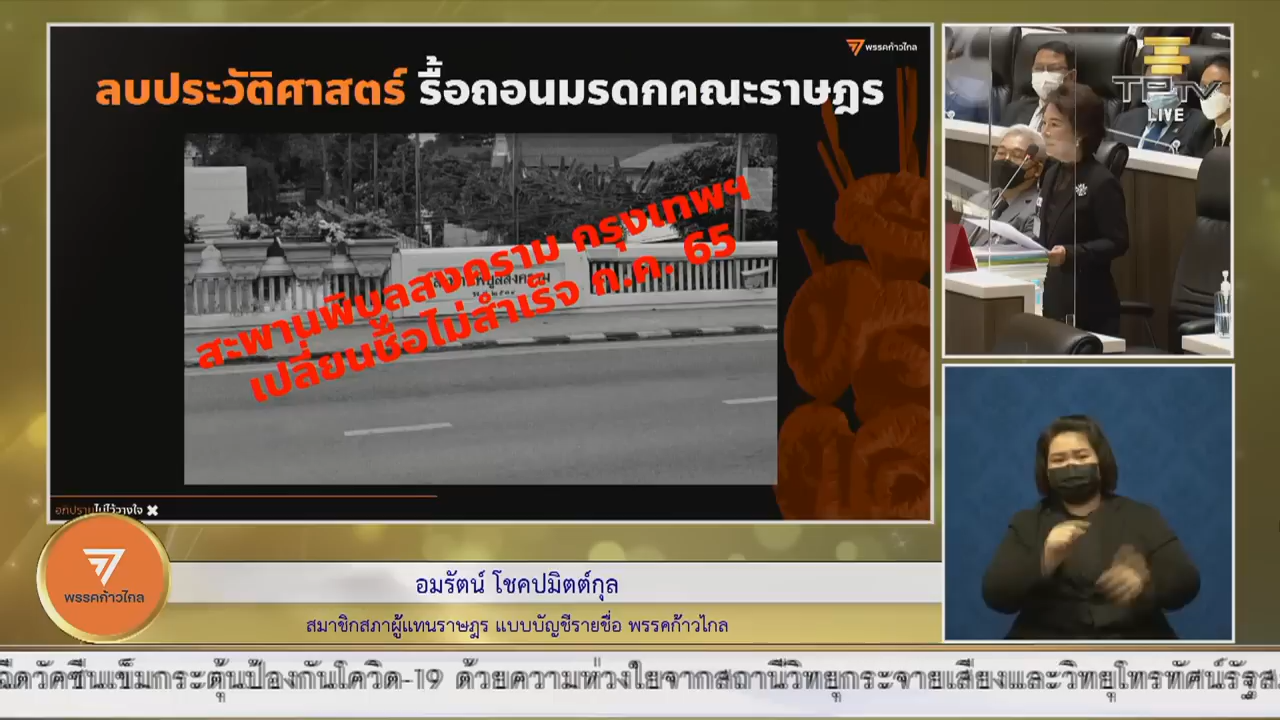 พรรคก้าวไกล
ลบประวัติศาสตร์ รื้อถอนมรดกคณะราษฎร
สะพานพิบูลสงคราม กรุงเทพฯ
เปลี่ยนชื่อไม่สำเร็จ ก.ค. 65
อภิปรายไม่ไว้วางใจ
TPTV
LIVE
พรรคก้าวไกล
อมรัตน์ โชคปมิตต์กุล
สมาชิกสภาผู้แทนราษฎร แบบบัญชีรายชื่อ พรรคก้าวไกล
ฉีดวัคซีนเข็มกระตุ้นป้องกันโควิด-19 ด้วยความห่วงใยจากสถานีวิทยุกระจายเสียงและวิทยุโทรทัศน์รัฐส